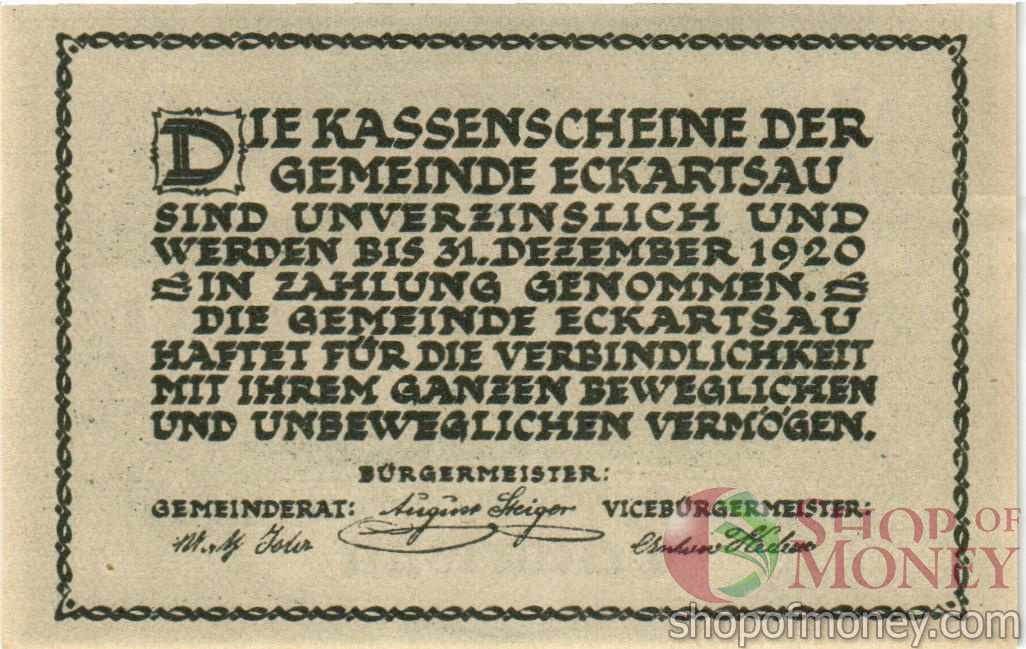 DIE KASSENSCHEINE DER
GEMEINDE ECKARTSAU
SIND UNVERZINSLICH UND
WERDEN BIS 31. DEZEMBER 1920
IN ZAHLUNG GENOMMEN.
DIE GEMEINDE ECKARTSAU
HAFTET FÜR DIE VERBINDLICHKEIT
MIT IHREM GANZEN BEWEGLICHEN
UND UNBEWEGLICHEN VERMÖGEN.
BÜRGERMEISTER:
GEMEINDERAT: August Steiger VICEBÜRGERMEISTER:
Anton
SHOP OF
MONEY
shopofmoney.com